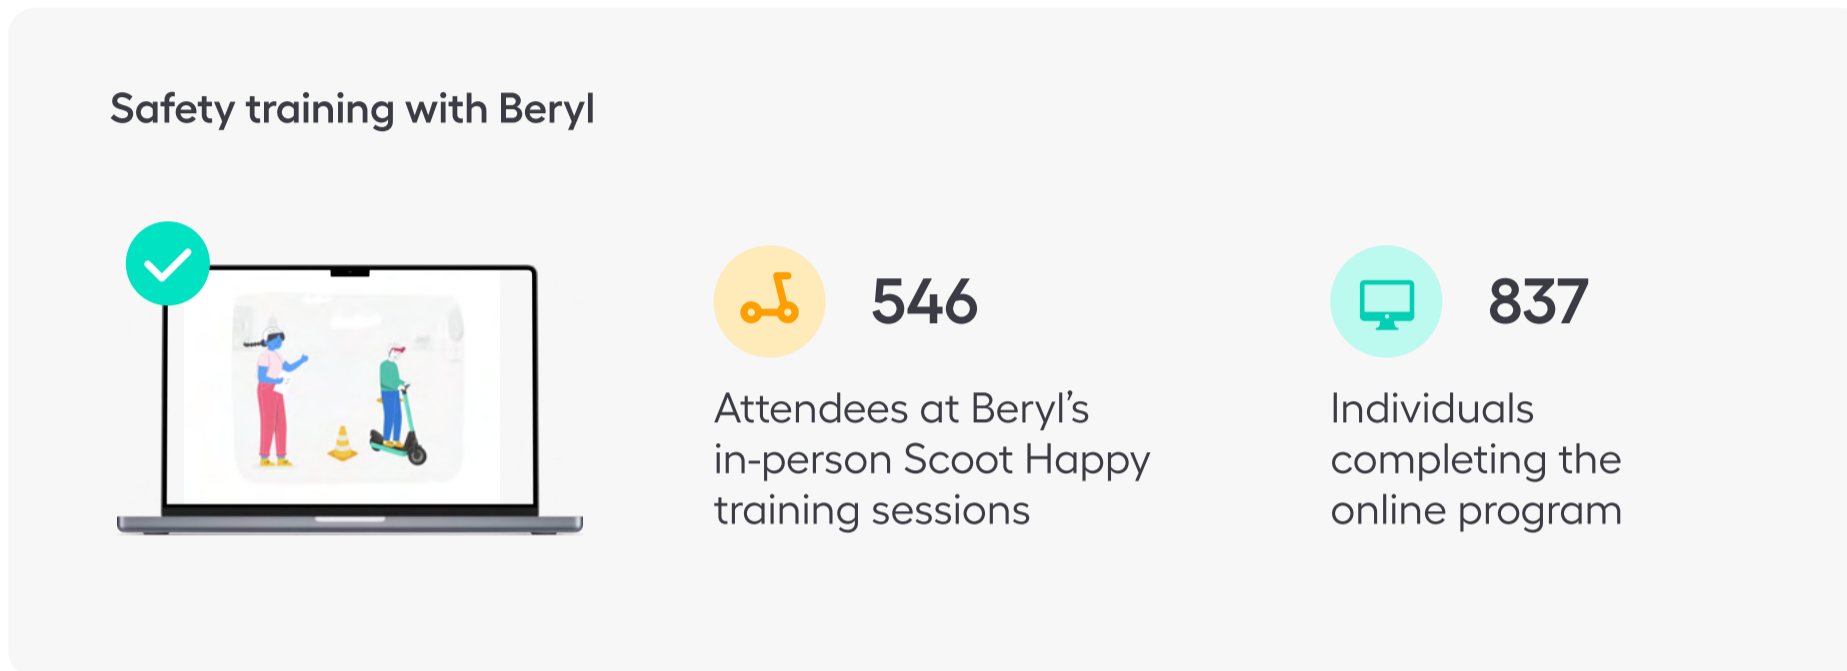 Safety training with Beryl
546
Attendees at Beryl’s
in-person Scoot Happy
training sessions
837
Individuals
completing the
online program